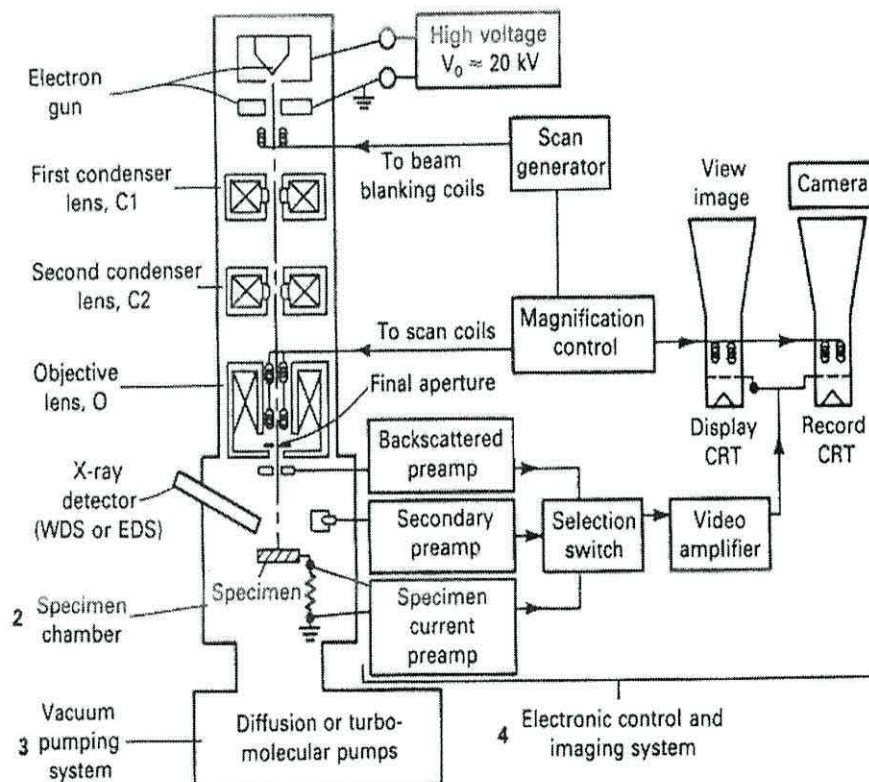 High voltage
V₀ ≈ 20 kV
Electron
gun
Scan
generator
To beam
blanking coils
View
image
Camera
First condenser
lens, C1
Second condenser
lens, C2
To scan coils
Magnification
control
Objective
lens, O
Final aperture
Display
CRT
Record
CRT
Backscattered
preamp
X-ray
detector
(WDS or EDS)
Secondary
preamp
Selection
switch
Video
amplifier
Specimen
2 Specimen
chamber
Specimen
current
preamp
Vacuum
3 pumping
system
Diffusion or turbo-
molecular pumps
4 Electronic control and
imaging system